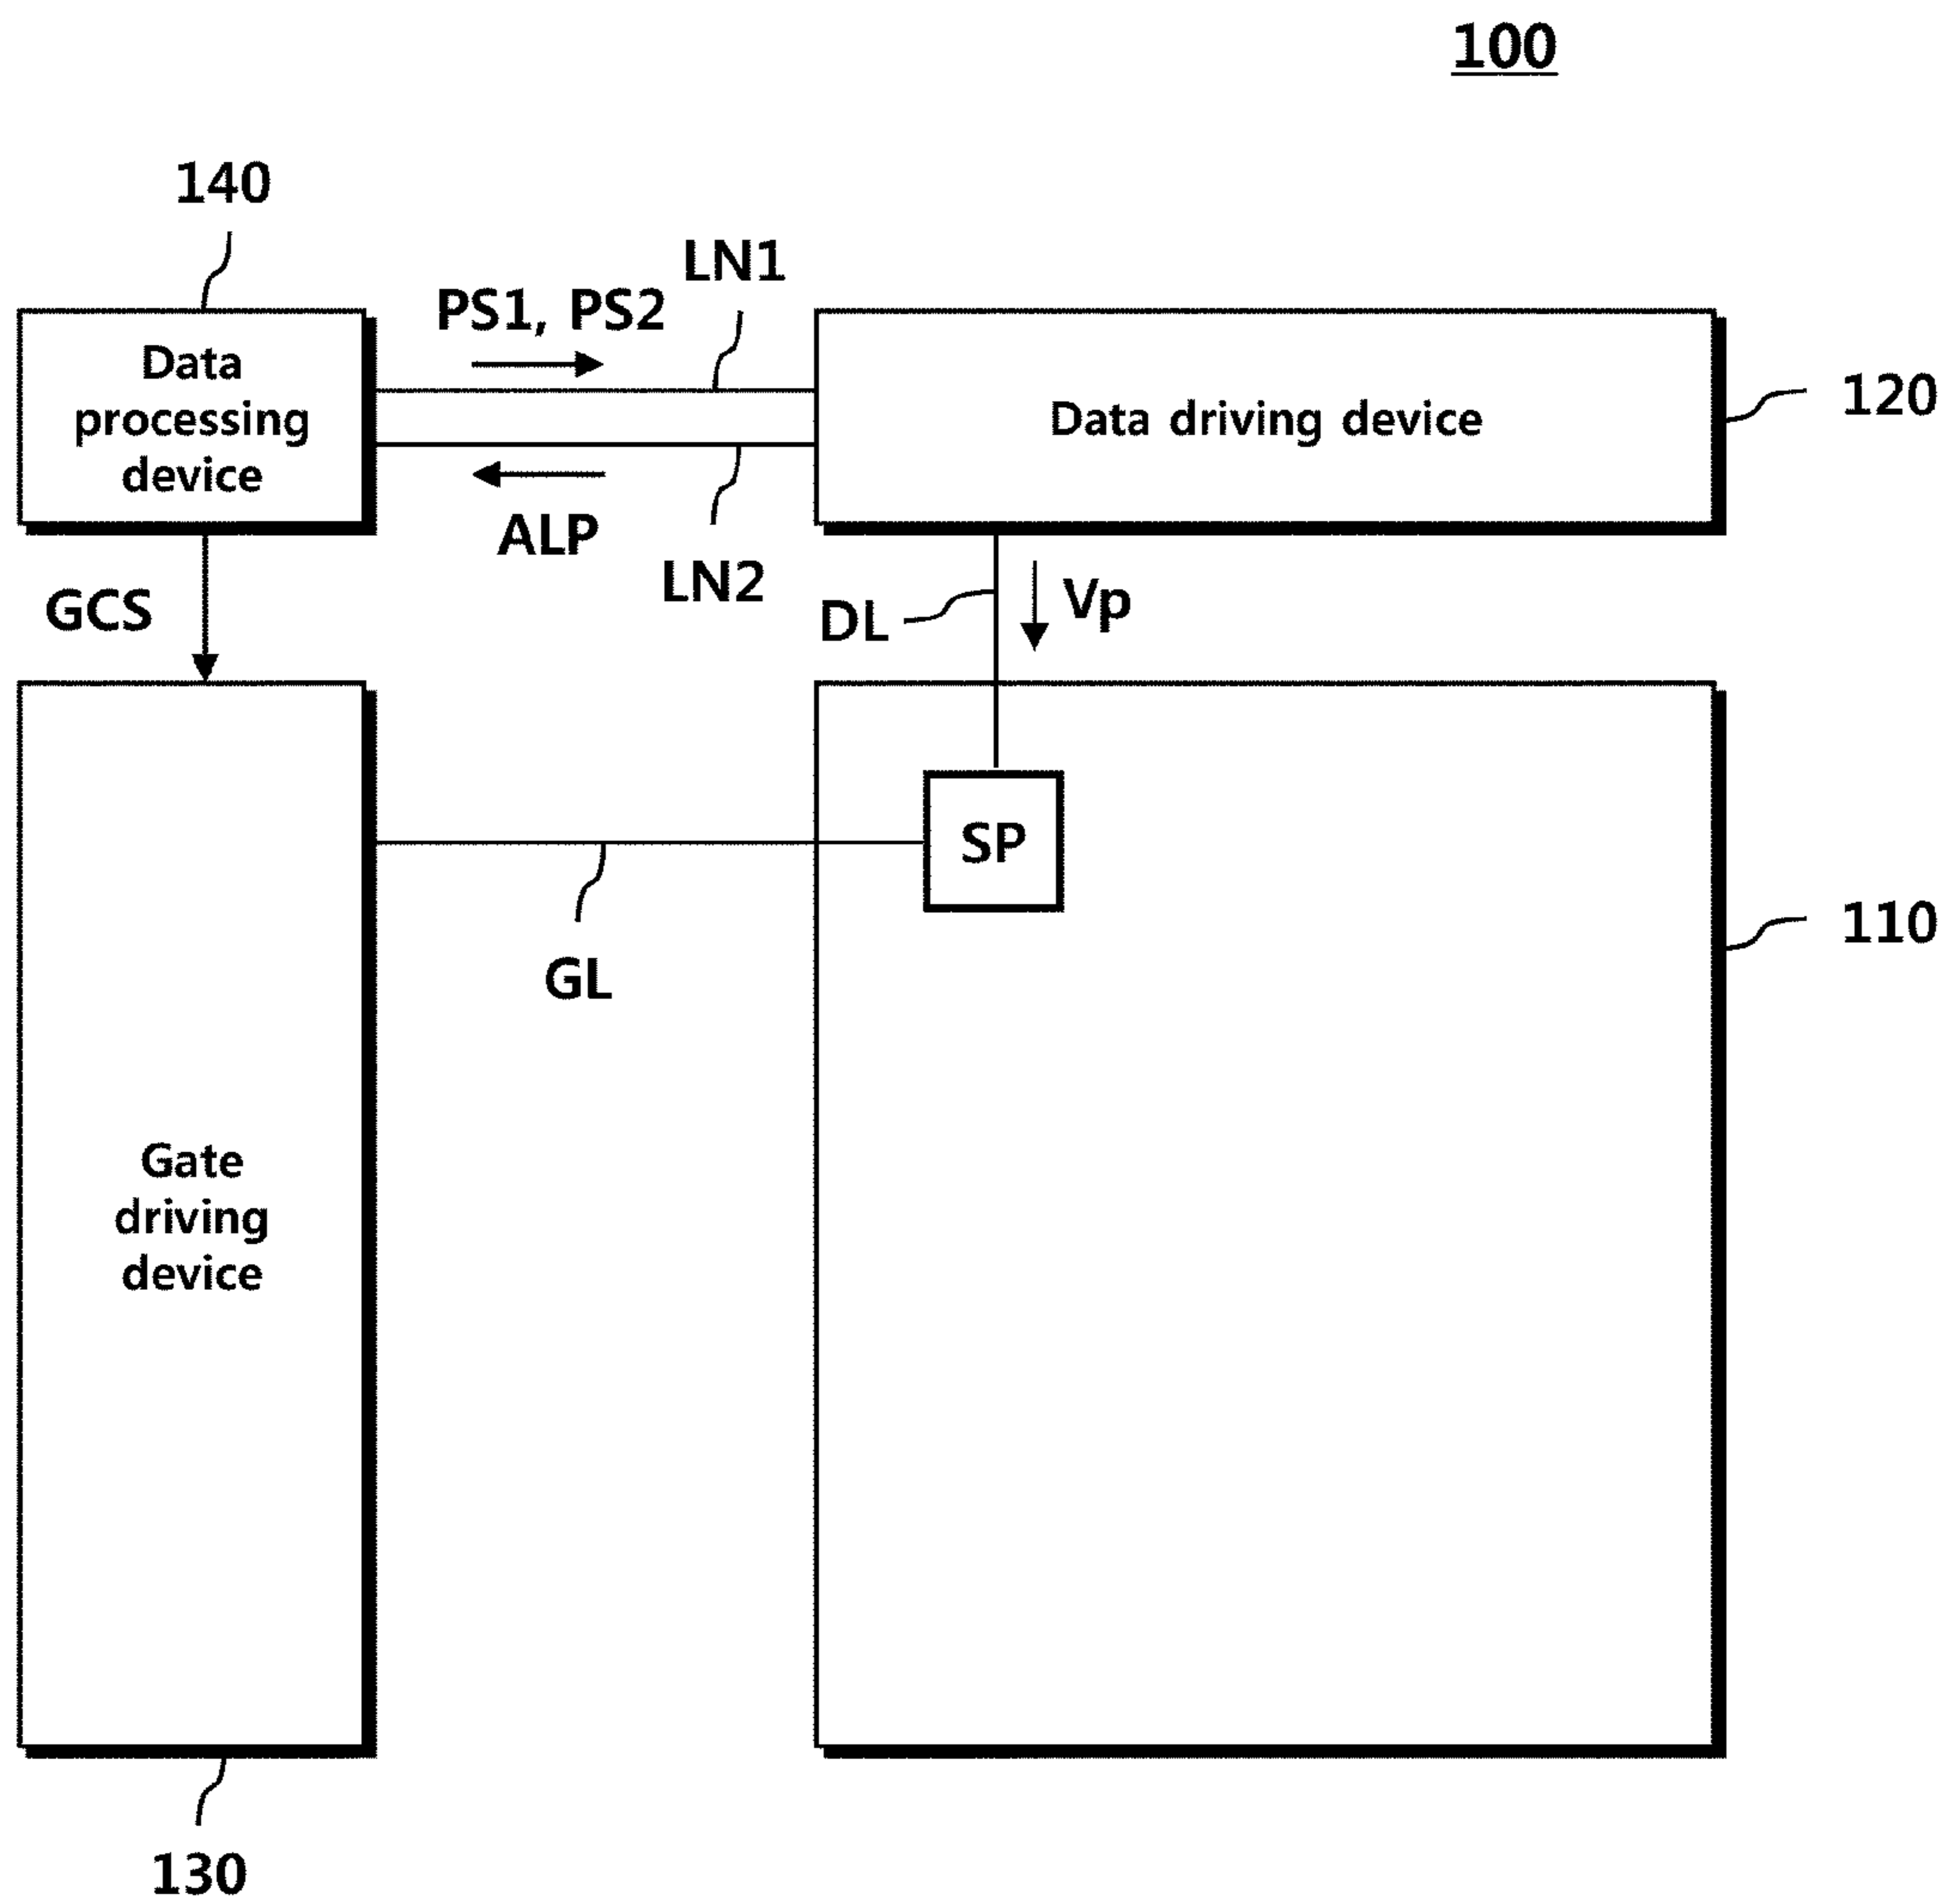 100
140
LN1
PS1, PS2
Data
processing
device
Data driving device
120
ALP
LN2
GCS
DL
Vp
SP
110
GL
Gate
driving
device
130